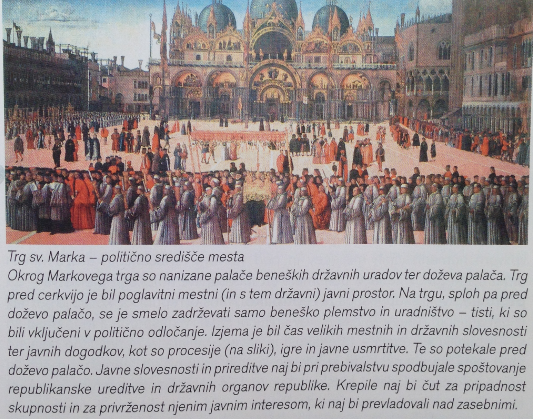 Trg sv. Marka – politično središče mesta
Okrog Markovega trga so nanizane palače beneških državnih uradov ter doževa palača. Trg
pred cerkvijo je bil poglavitni mestni (in s tem državni) javni prostor. Na trgu, sploh pa pred
doževo palačo, se je smelo zadrževati samo beneško plemstvo in uradništvo – tisti, ki so
bili vključeni v politično odločanje. Izjema je bil čas velikih mestnih in državnih slovesnosti
ter javnih dogodkov, kot so procesije (na sliki), igre in javne usmrtitve. Te so potekale pred
doževo palačo. Javne slovesnosti in prireditve naj bi pri prebivalstvu spodbujale spoštovanje
republikanske ureditve in državnih organov republike. Krepile naj bi čut za pripadnost
skupnosti in za privrženost njenim javnim interesom, ki naj bi prevladovali nad zasebnimi.